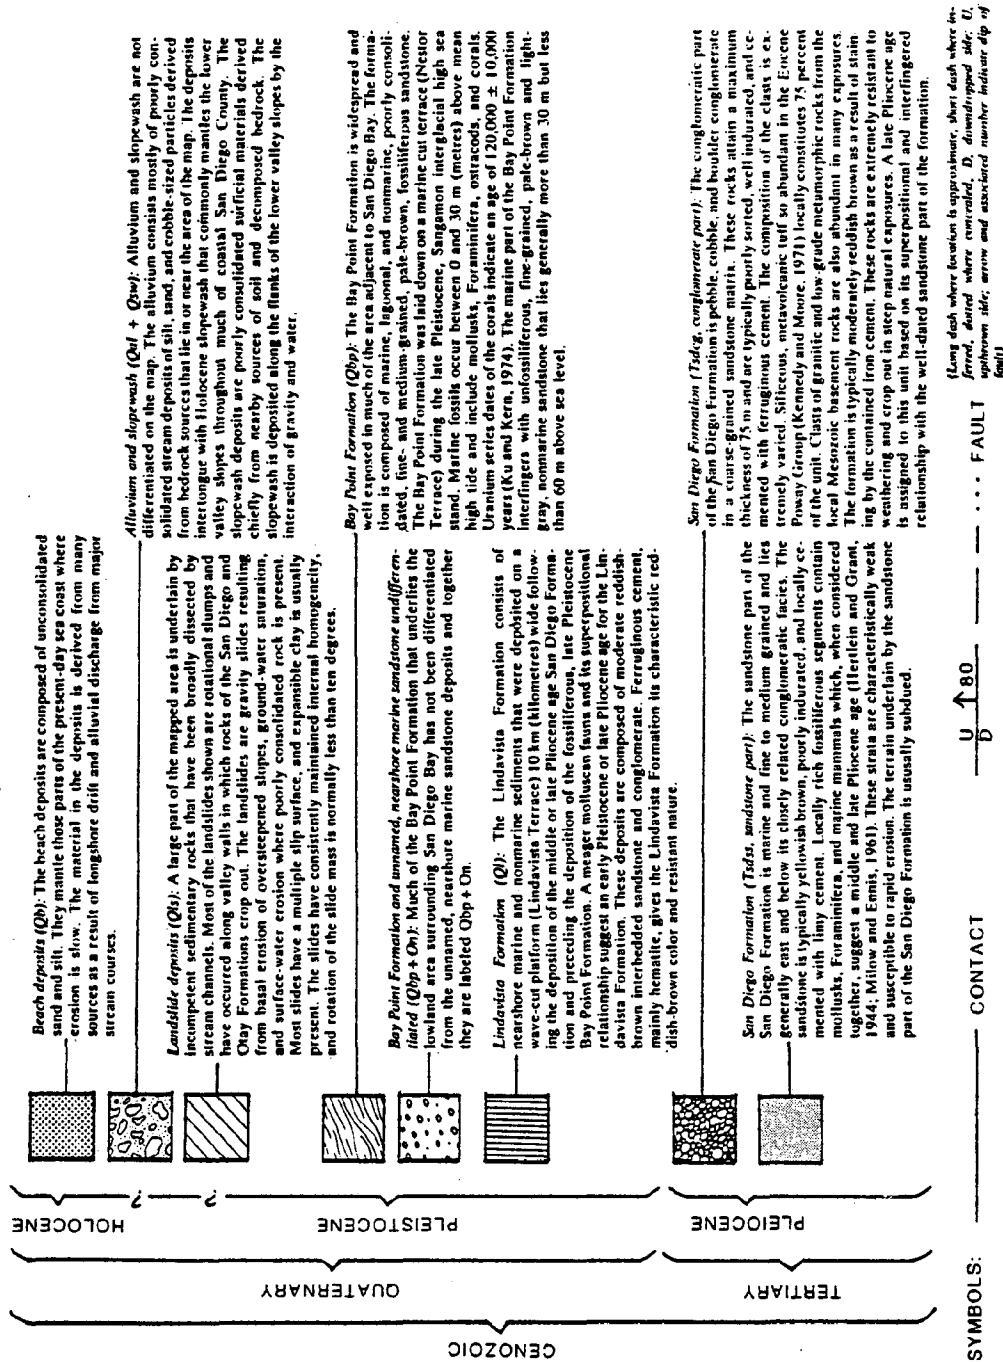 CENOZOIC
QUATERNARY
TERTIARY
HOLOCENE
?
?
PLEISTOCENE
PLEIOCENE
Beach deposits (Qb): The beach deposits are composed of unconsolidated
sand and silt. They mantle those parts of the present-day sea coast where
erosion is slow. The material in the deposits is derived from many
sources as a result of longshore drift and alluvial discharge from major
stream courses.
Alluvium and slopewash (Qal + Qsw): Alluvium and slopewash are not
differentiated on the map. The alluvium consists mostly of poorly con-
solidated stream deposits of silt, sand, and cobble-sized particles derived
from bedrock sources that lie in or near the area of the map. The deposits
intertongue with Holocene slopewash that commonly mantles the lower
valley slopes throughout much of coastal San Diego County. The
slopewash deposits are poorly consolidated surficial materials derived
chiefly from nearby sources of soil and decomposed bedrock. The
slopewash is deposited along the flanks of the lower valley slopes by the
interaction of gravity and water.
Landslide deposits (Qls): A large part of the mapped area is underlain by
incompetent sedimentary rocks that have been broadly dissected by
stream channels. Most of the landslides shown are rotational slumps and
have occurred along valley walls in which rocks of the San Diego and
Otay Formations crop out. The landslides are gravity slides resulting
from basal erosion of oversteepened slopes, ground-water saturation,
and surface-water erosion where poorly consolidated rock is present.
Most slides have a multiple slip surface, and expansible clay is usually
present. The slides have consistently maintained internal homogeneity,
and rotation of the slide mass is normally less than ten degrees.
Bay Point Formation (Qbp): The Bay Point Formation is widespread and
well exposed in much of the area adjacent to San Diego Bay. The forma-
tion is composed of marine, lagoonal, and nonmarine, poorly consoli-
dated, fine- and medium-grained, pale-brown, fossiliferous sandstone.
The Bay Point Formation was laid down on a marine cut terrace (Nestor
Terrace) during the late Pleistocene, Sangamon interglacial high sea
stand. Marine fossils occur between 0 and 30 m (metres) above mean
high tide and include mollusks, Foraminifera, ostracods, and corals.
Uranium series dates of the corals indicate an age of 120,000 ± 10,000
years (Ku and Kern, 1974). The marine part of the Bay Point Formation
interfingers with unfossiliferous, fine-grained, pale-brown and light-
gray, nonmarine sandstone that lies generally more than 30 m but less
than 60 m above sea level.
Bay Point Formation and unnamed, nearshore marine sandstone undifferen-
tiated (Qbp + Qn): Much of the Bay Point Formation that underlies the
lowland area surrounding San Diego Bay has not been differentiated
from the unnamed, nearshore marine sandstone deposits and together
they are labeled Qbp + Qn.
Lindavista Formation (Ql): The Lindavista Formation consists of
nearshore marine and nonmarine sediments that were deposited on a
wave-cut platform (Lindavista Terrace) 10 km (kilometres) wide follow-
ing the deposition of the middle or late Pliocene age San Diego Forma-
tion and preceding the deposition of the fossiliferous, late Pleistocene
Bay Point Formation. A meager molluscan fauna and its superpositional
relationship suggest an early Pleistocene or late Pliocene age for the Lin-
davista Formation. These deposits are composed of moderate reddish-
brown interbedded sandstone and conglomerate. Ferruginous cement,
mainly hematite, gives the Lindavista Formation its characteristic red-
dish-brown color and resistant nature.
San Diego Formation (Tsdcg, conglomerate part): The conglomeratic part
of the San Diego Formation is pebble, cobble, and boulder conglomerate
in a coarse-grained sandstone matrix. These rocks attain a maximum
thickness of 75 m and are typically poorly sorted, well indurated, and ce-
mented with ferruginous cement. The composition of the clasts is ex-
tremely varied. Siliceous, metavolcanic tuff so abundant in the Eocene
Poway Group (Kennedy and Moore, 1971) locally constitutes 75 percent
of the unit. Clasts of granitic and low-grade metamorphic rocks from the
local Mesozoic basement rocks are also abundant in many exposures.
The formation is typically moderately reddish brown as a result of stain-
ing by the contained iron cement. These rocks are extremely resistant to
weathering and crop out in steep natural exposures. A late Pliocene age
is assigned to this unit based on its superpositional and interfingered
relationship with the well-dated sandstone part of the formation.
San Diego Formation (Tsdss, sandstone part): The sandstone part of the
San Diego Formation is marine and fine to medium grained and lies
generally east and below its closely related conglomeratic facies. The
sandstone is typically yellowish brown, poorly indurated, and locally ce-
mented with limy cement. Locally rich fossiliferous segments contain
mollusks, Foraminifera, and marine mammals which, when considered
together, suggest a middle and late Pliocene age (Hertlein and Grant,
1944; Milow and Ennis, 1961). These strata are characteristically weak
and susceptible to rapid erosion. The terrain underlain by the sandstone
part of the San Diego Formation is ususally subdued.
SYMBOLS: CONTACT U D 80 FAULT
(Long dash where location is approximate, short dash where in-
ferred, dotted where concealed, D, downdropped side; U,
upthrown side; arrow and associated number indicate dip of
fault)